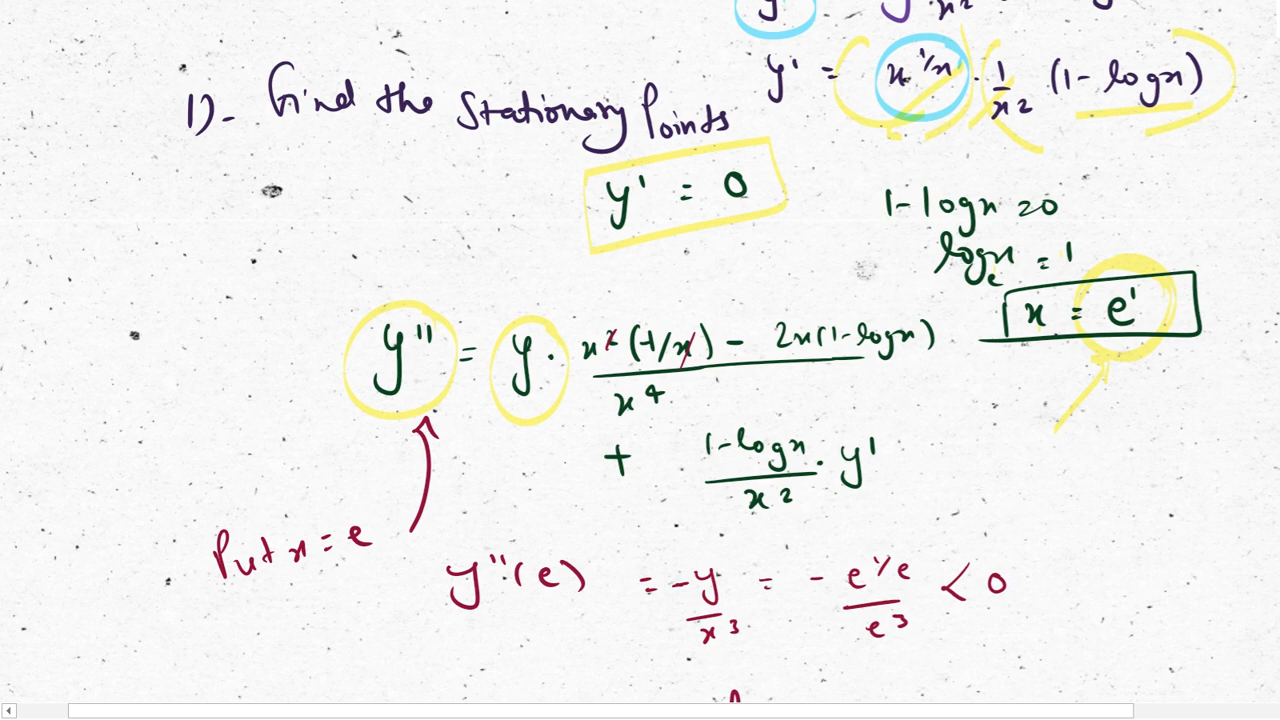 y' = x^{1/x} · 1/x² (1 - log x)
1). Find the Stationary Points
y' = 0
1 - log x = 0
log_e x = 1
x = e¹
y'' = y · (x²(-1/x) - 2x(1 - log x)) / x⁴
+ (1 - log x)/x² · y'
Put x = e
y''(e) = -y/x³ = -e^{1/e}/e³ < 0